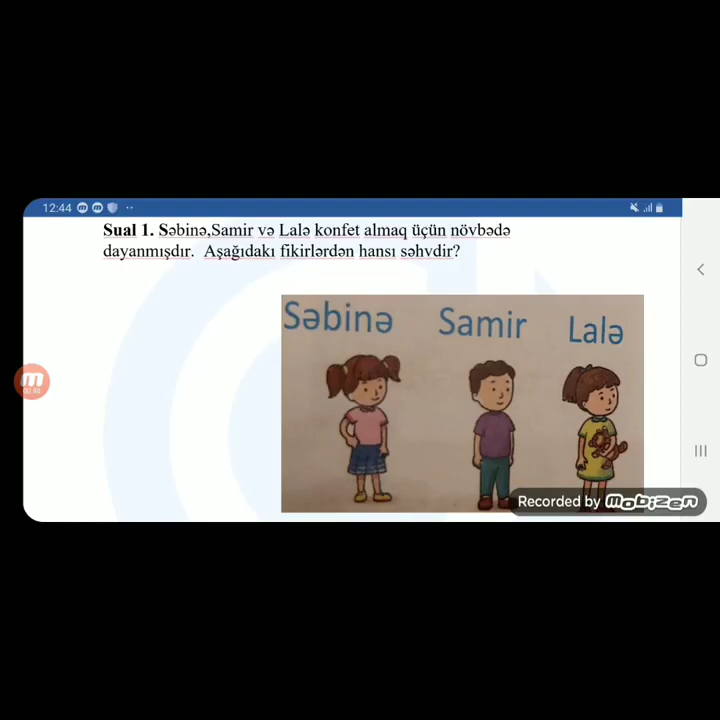 12:44
Sual 1. Səbinə,Samir və Lalə konfet almaq üçün növbədə
dayanmışdır. Aşağıdakı fikirlərdən hansı səhvdir?
Səbinə Samir Lalə
Recorded by mobizen